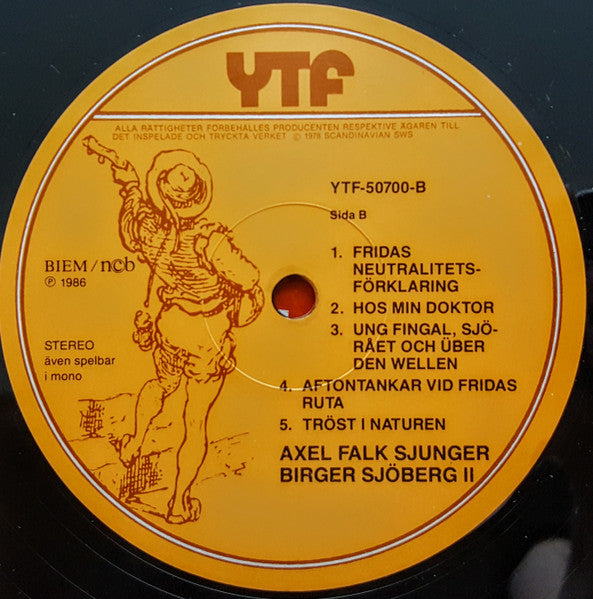 YTF
ALLA RÄTTIGHETER FÖRBEHÅLLES PRODUCENTEN RESPEKTIVE ÄGAREN TILL
DET INSPELADE OCH TRYCKTA VERKET © 1978 SCANDINAVIAN SWS
YTF-50700-B
Sida B
BIEM/ncb
Ⓟ 1986
STEREO
även spelbar
i mono
1. FRIDAS
NEUTRALITETS-
FÖRKLARING
2. HOS MIN DOKTOR
3. UNG FINGAL, SJÖ-
RÅET OCH ÜBER
DEN WELLEN
4. AFTONTANKAR VID FRIDAS
RUTA
5. TRÖST I NATUREN
AXEL FALK SJUNGER
BIRGER SJÖBERG II